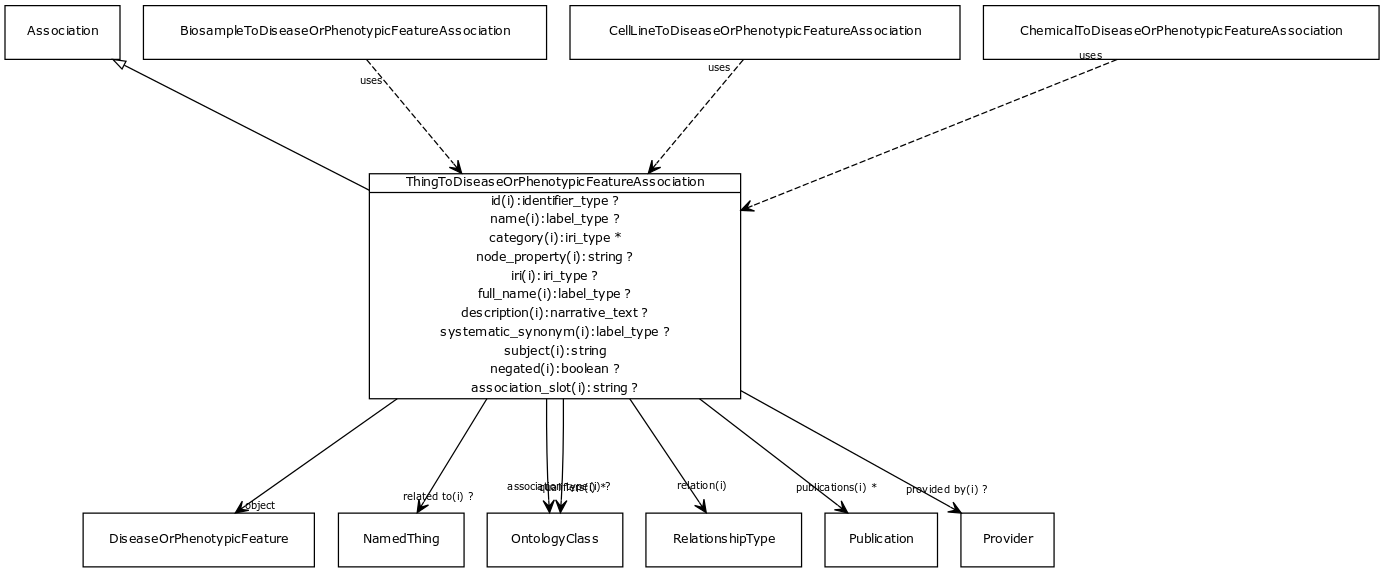 Association
BiosampleToDiseaseOrPhenotypicFeatureAssociation
CellLineToDiseaseOrPhenotypicFeatureAssociation
ChemicalToDiseaseOrPhenotypicFeatureAssociation
uses
uses
uses
ThingToDiseaseOrPhenotypicFeatureAssociation
id(i):identifier_type ?
name(i):label_type ?
category(i):iri_type *
node_property(i):string ?
iri(i):iri_type ?
full_name(i):label_type ?
description(i):narrative_text ?
systematic_synonym(i):label_type ?
subject(i):string
negated(i):boolean ?
association_slot(i):string ?
object
related to(i) ?
association type(i) ?
qualifiers(i) *
relation(i)
publications(i) *
provided by(i) ?
DiseaseOrPhenotypicFeature
NamedThing
OntologyClass
RelationshipType
Publication
Provider